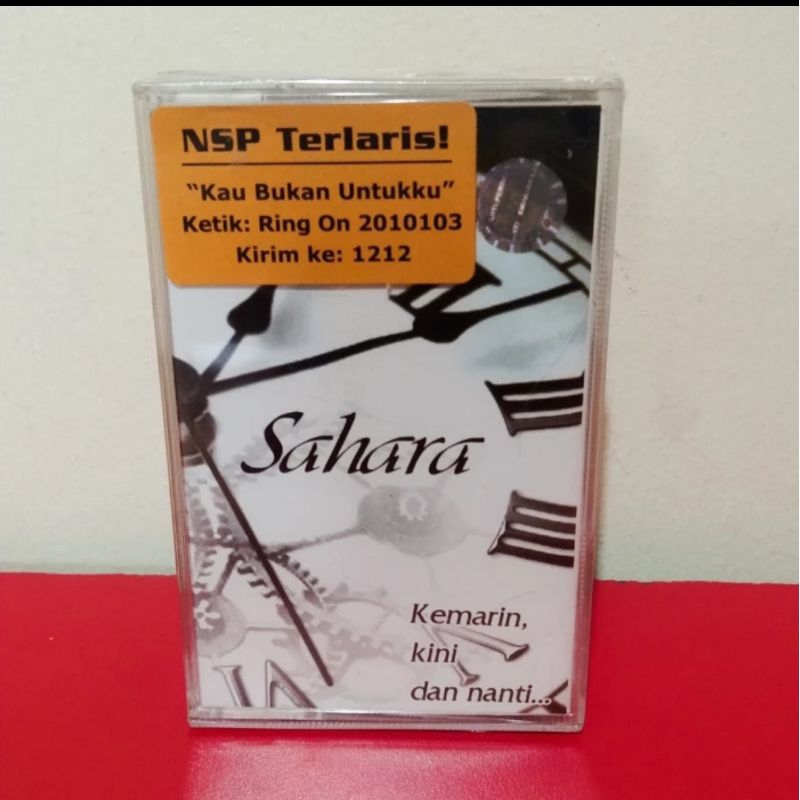 NSP Terlaris!
"Kau Bukan Untukku"
Ketik: Ring On 2010103
Kirim ke: 1212
Sahara
Kemarin,
kini
dan nanti...